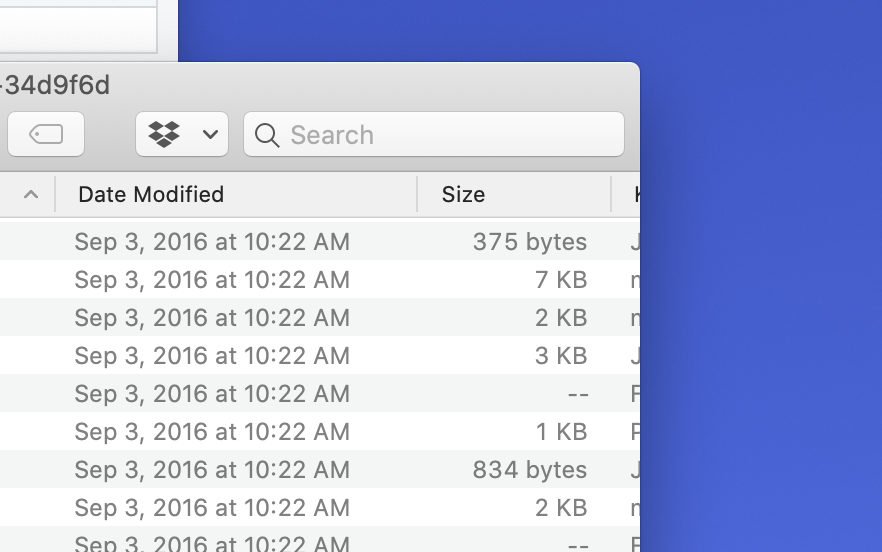 -34d9f6d
Search
Date Modified Size
Sep 3, 2016 at 10:22 AM 375 bytes J
Sep 3, 2016 at 10:22 AM 7 KB
Sep 3, 2016 at 10:22 AM 2 KB
Sep 3, 2016 at 10:22 AM 3 KB J
Sep 3, 2016 at 10:22 AM -- F
Sep 3, 2016 at 10:22 AM 1 KB
Sep 3, 2016 at 10:22 AM 834 bytes J
Sep 3, 2016 at 10:22 AM 2 KB
Sep 3, 2016 at 10:22 AM -- F